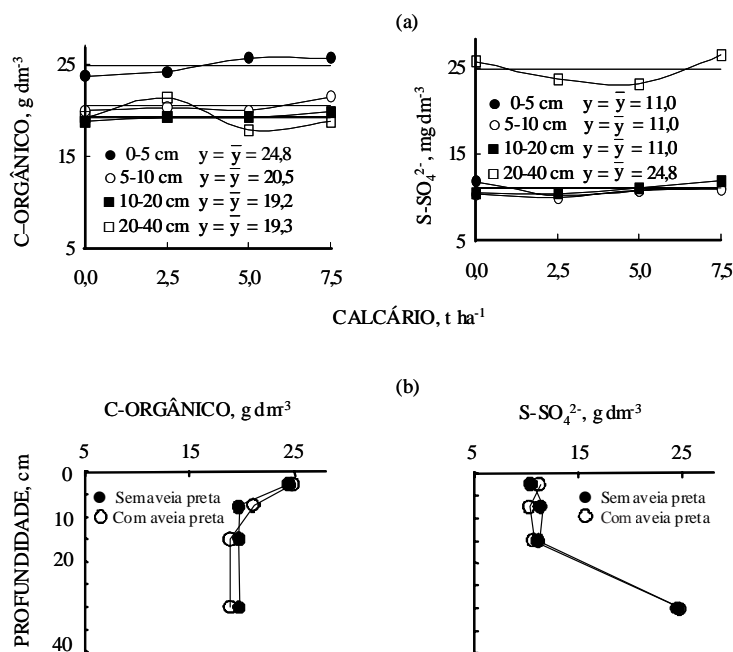 (a)
C-ORGÂNICO, g dm-3
25
15
5
● 0-5 cm y = y̅ = 24,8
○ 5-10 cm y = y̅ = 20,5
■ 10-20 cm y = y̅ = 19,2
□ 20-40 cm y = y̅ = 19,3
0,0 2,5 5,0 7,5
S-SO42-, mg dm-3
25
15
5
● 0-5 cm y = y̅ = 11,0
○ 5-10 cm y = y̅ = 11,0
■ 10-20 cm y = y̅ = 11,0
□ 20-40 cm y = y̅ = 24,8
0,0 2,5 5,0 7,5
CALCÁRIO, t ha-1
(b)
C-ORGÂNICO, g dm-3
5 15 25
PROFUNDIDADE, cm
0
10
20
40
● Sem aveia preta
○ Com aveia preta
S-SO42-, g dm-3
5 15 25
● Sem aveia preta
○ Com aveia preta